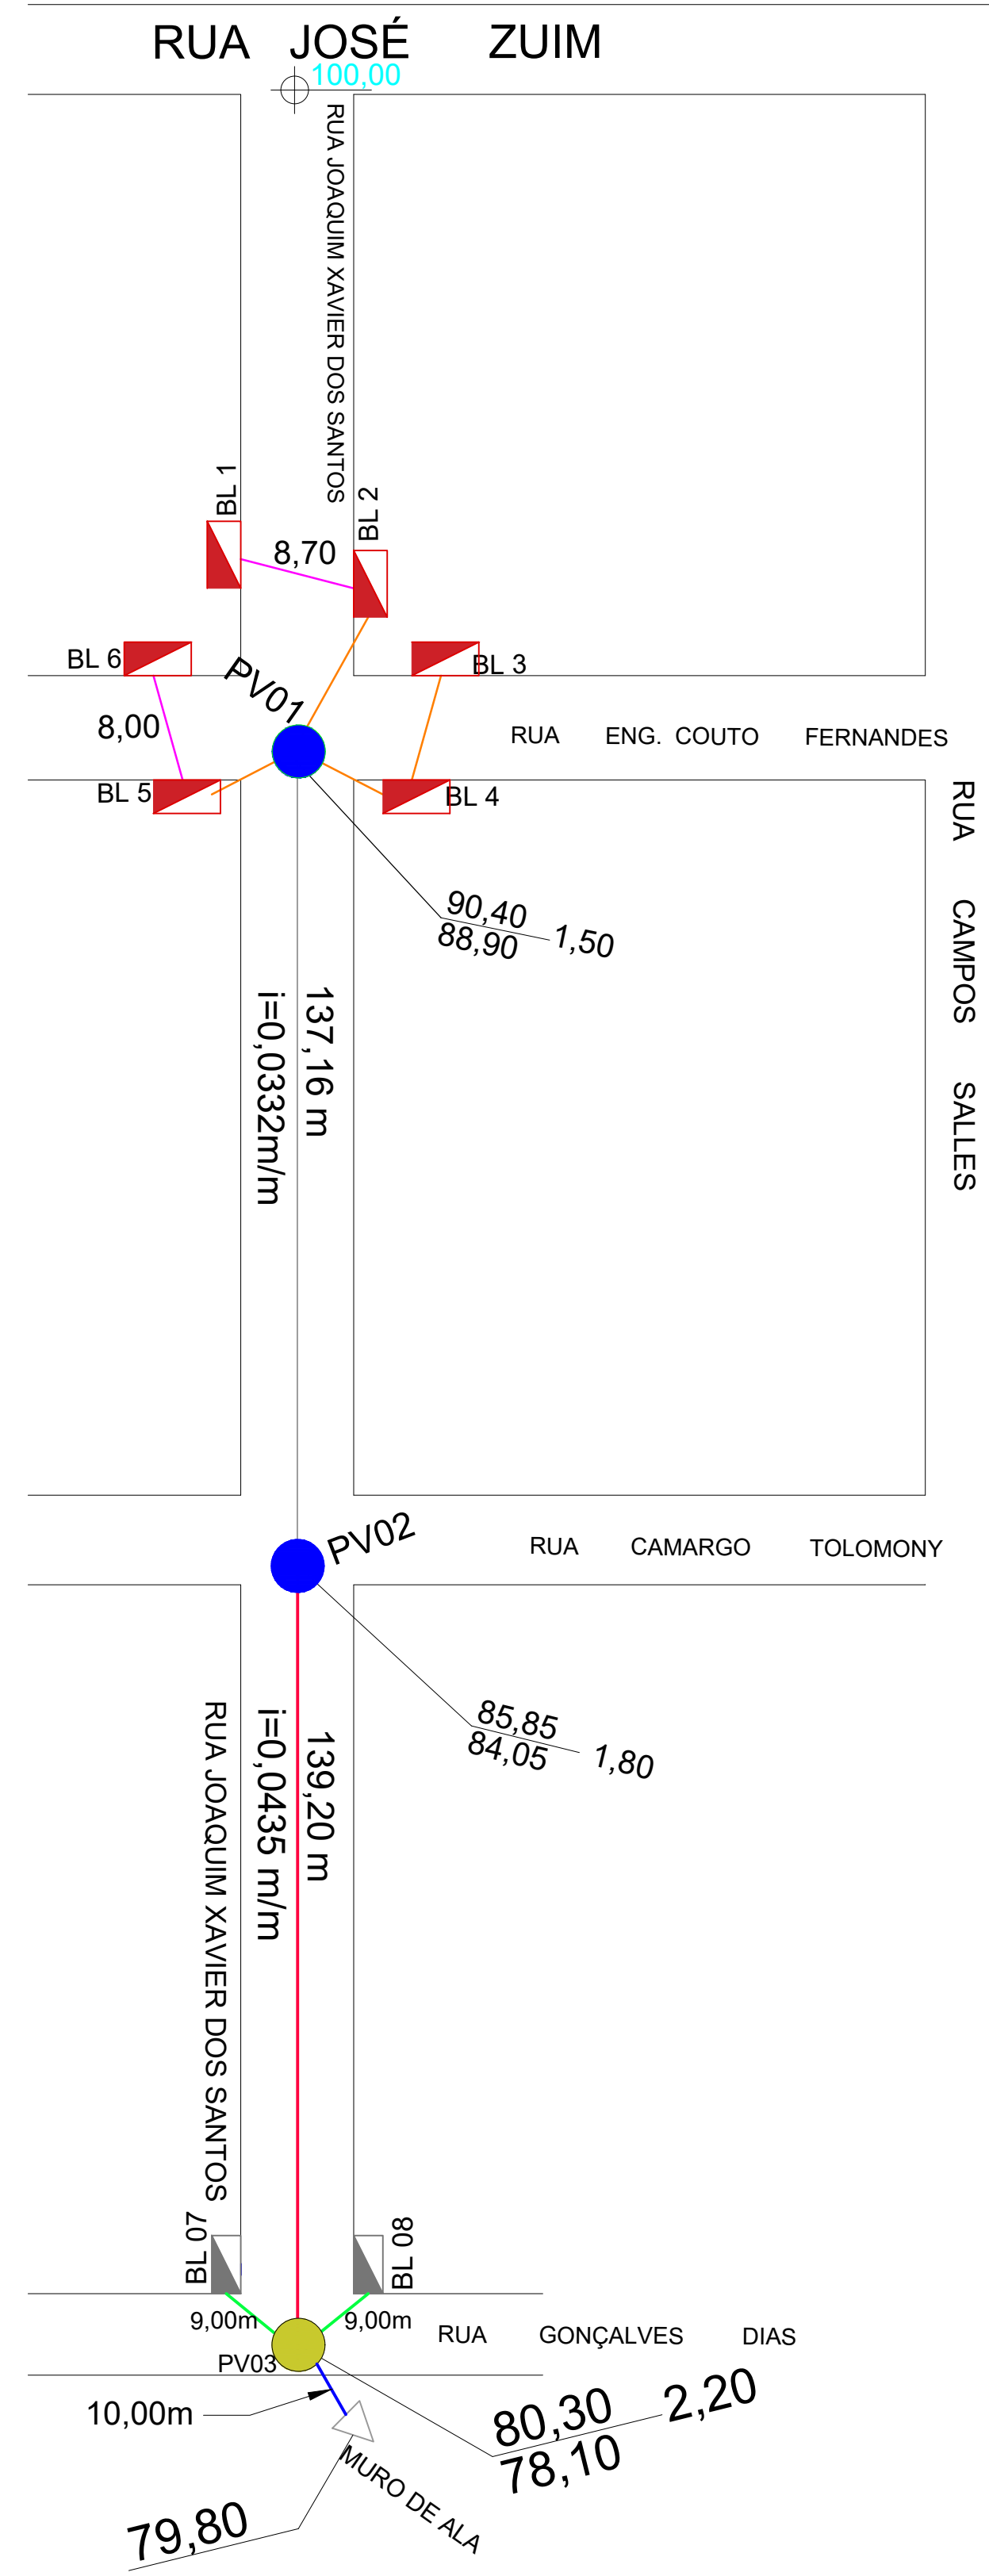 RUA JOSÉ ZUIM
100,00
RUA JOAQUIM XAVIER DOS SANTOS
BL 1
BL 2
8,70
BL 6
BL 3
PV01
8,00
RUA ENG. COUTO FERNANDES
BL 5
BL 4
RUA CAMPOS SALLES
90,40
88,90
1,50
137,16 m
i=0,0332m/m
PV02
RUA CAMARGO TOLOMONY
85,85
84,05
1,80
139,20 m
i=0,0435 m/m
RUA JOAQUIM XAVIER DOS SANTOS
BL 07
BL 08
9,00m
9,00m
RUA GONÇALVES DIAS
PV03
10,00m
80,30
78,10
2,20
MURO DE ALA
79,80